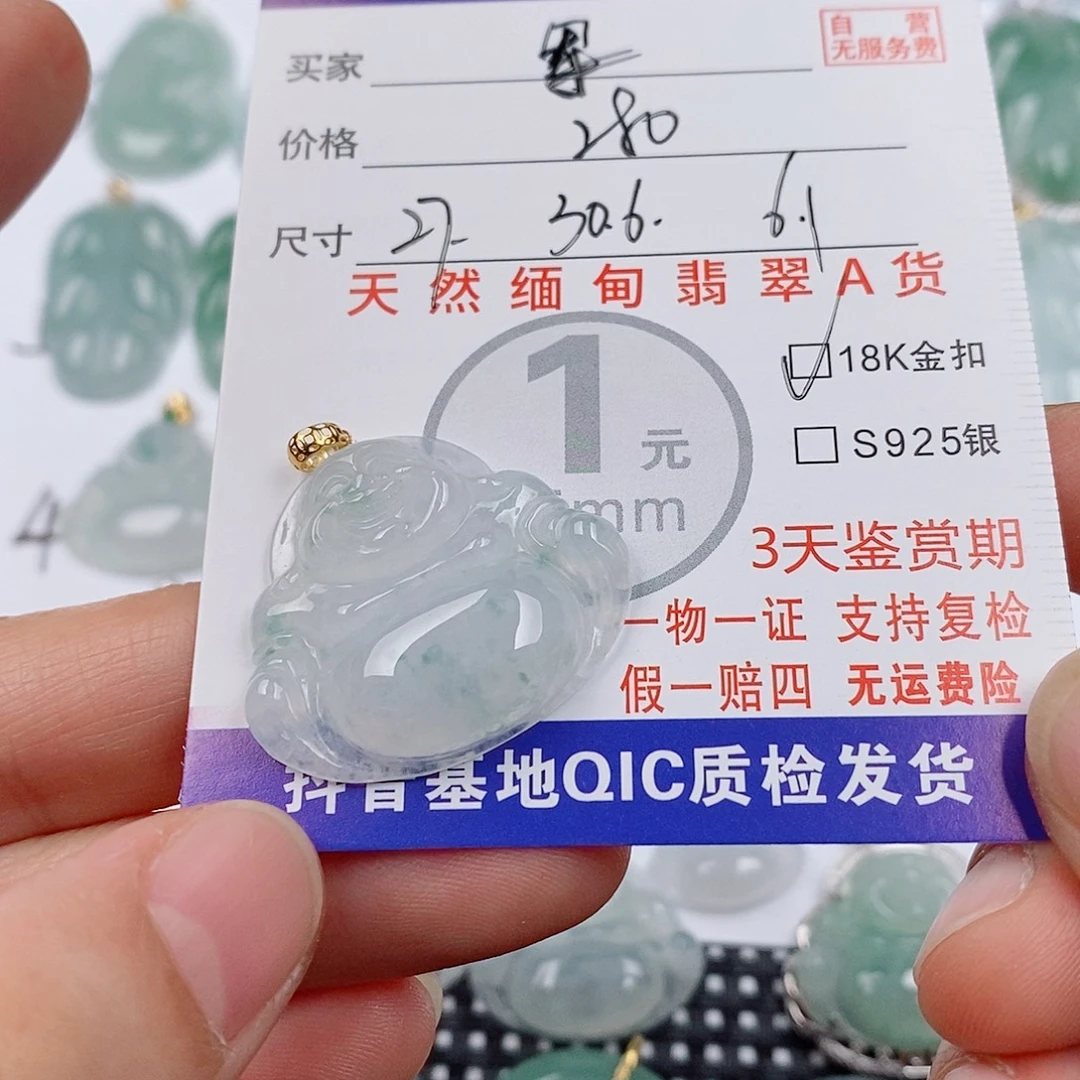 自营
无服务费
买家
价格 280
尺寸 27. 30.6. 6.1
天然缅甸翡翠A货
18K金扣
1元
mm
S925银
3天鉴赏期
一物一证 支持复检
假一赔四 无运费险
抖音基地QIC质检发货
4